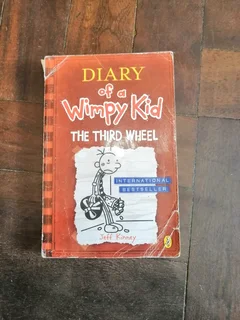 DIARY
of a
Wimpy Kid
THE THIRD WHEEL
INTERNATIONAL
BESTSELLER
Jeff Kinney